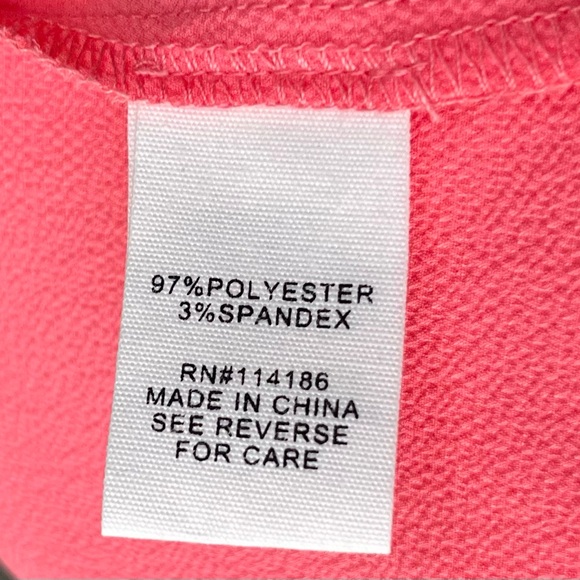 97%POLYESTER
3%SPANDEX
RN#114186
MADE IN CHINA
SEE REVERSE
FOR CARE